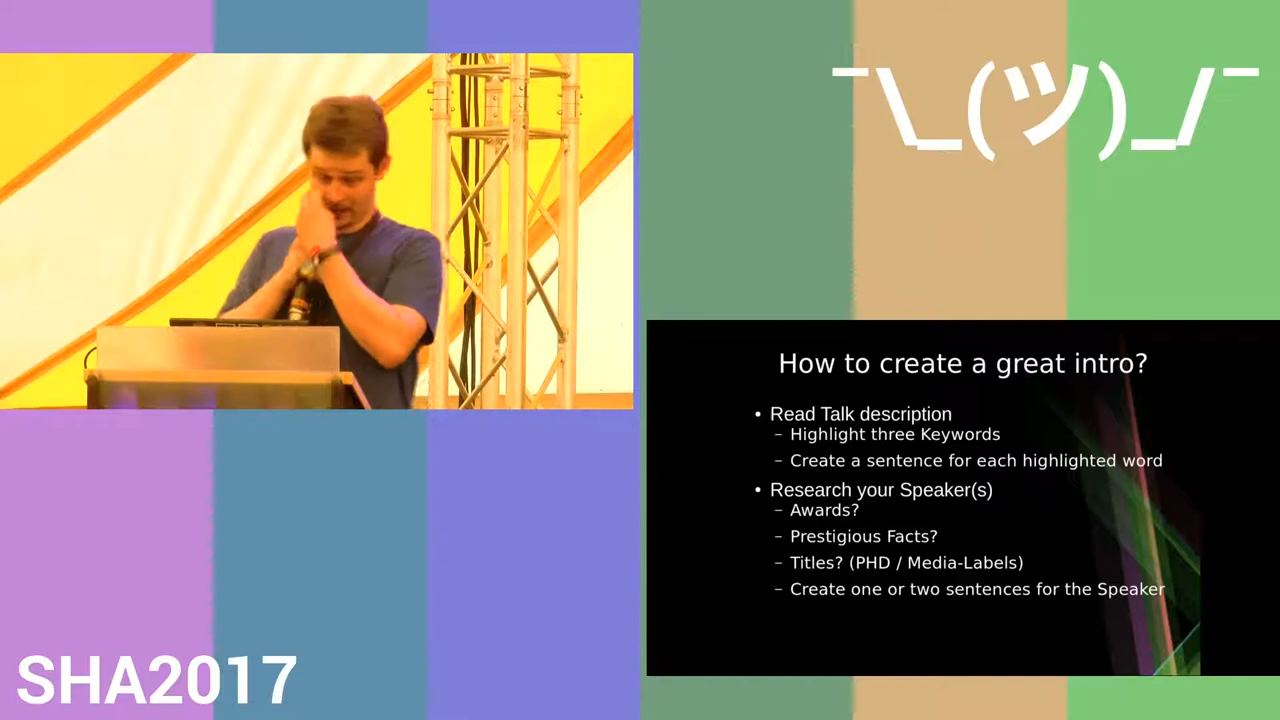 ¯\_(ツ)_/¯
How to create a great intro?
• Read Talk description
– Highlight three Keywords
– Create a sentence for each highlighted word
• Research your Speaker(s)
– Awards?
– Prestigious Facts?
– Titles? (PHD / Media-Labels)
– Create one or two sentences for the Speaker
SHA2017